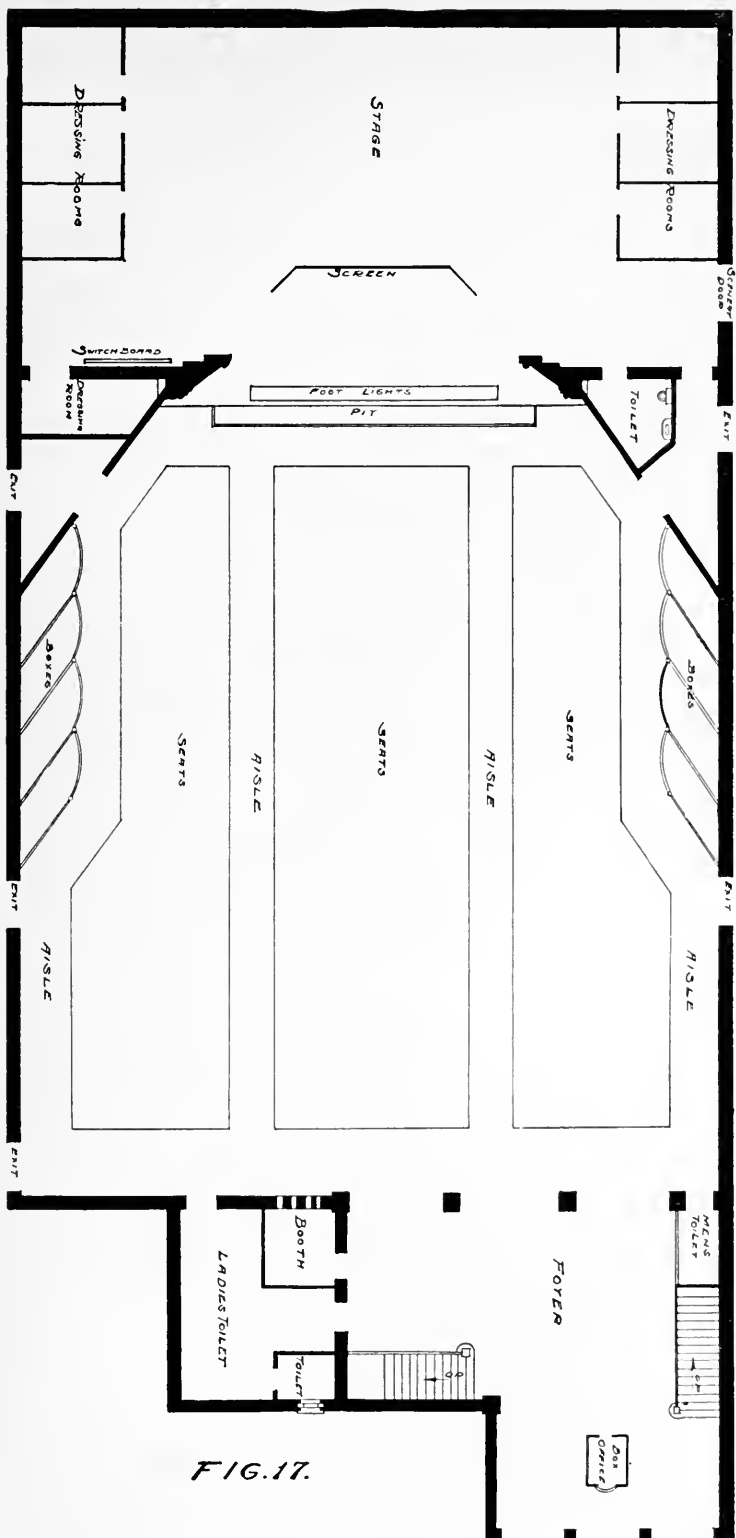 STAGE
DRESSING ROOMS
DRESSING ROOMS
SCREEN
SCENERY
DOOR
SWITCH BOARD
DRESSING
ROOM
FOOT LIGHTS
PIT
TOILET
EXIT
EXIT
BOXES
BOXES
SEATS
SEATS
SEATS
AISLE
AISLE
EXIT
EXIT
AISLE
AISLE
EXIT
BOOTH
LADIES TOILET
TOILET
FOYER
MENS
TOILET
UP
UP
BOX
OFFICE
FIG. 17.